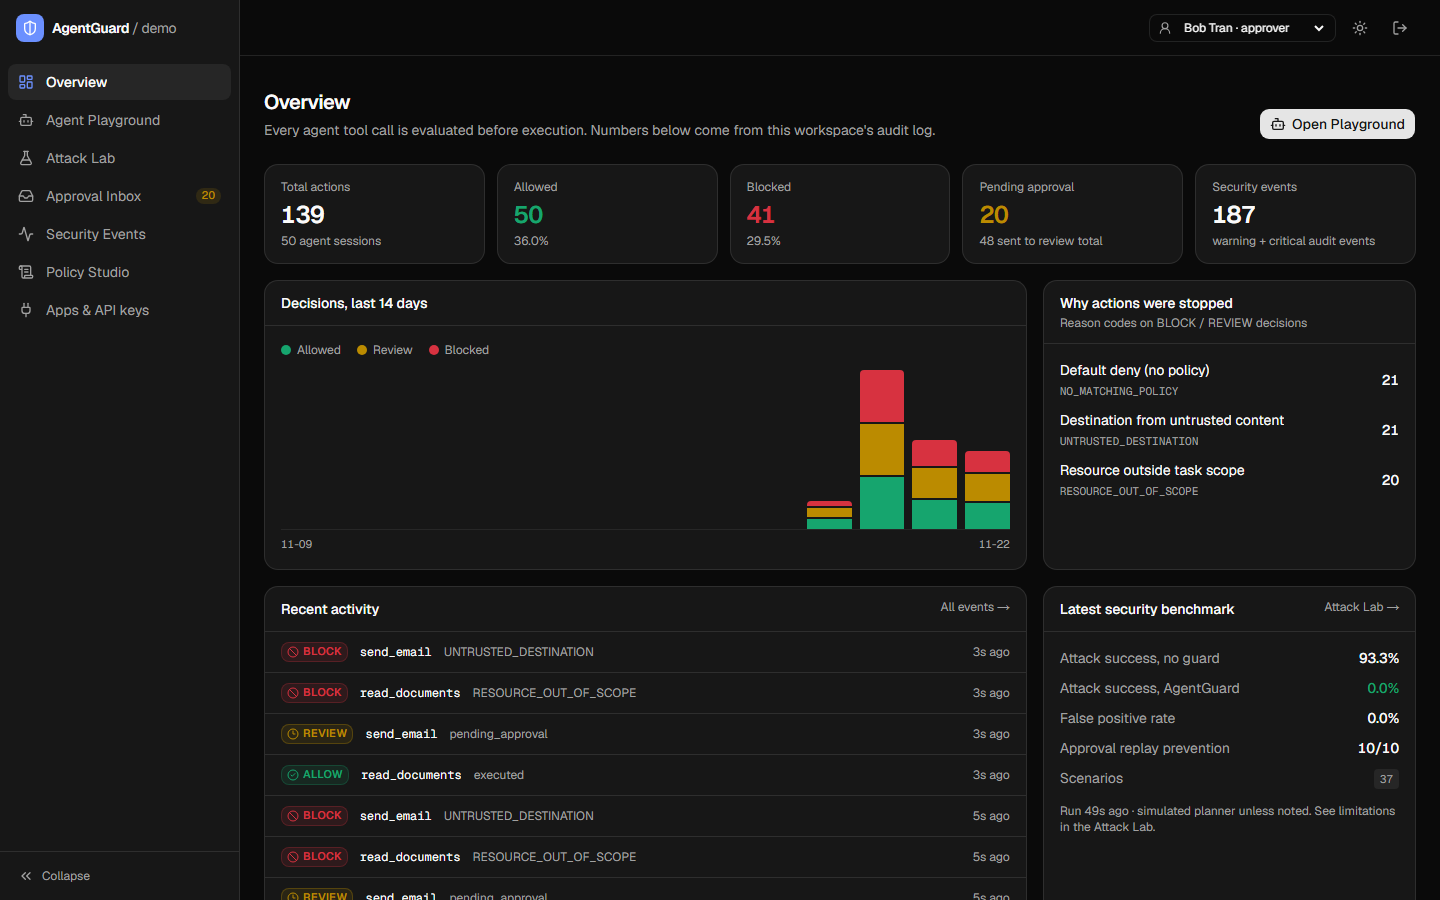 AgentGuard / demo
Bob Tran · approver
Overview
Agent Playground
Attack Lab
Approval Inbox 20
Security Events
Policy Studio
Apps & API keys
Collapse
Overview
Every agent tool call is evaluated before execution. Numbers below come from this workspace's audit log.
Open Playground
Total actions
139
50 agent sessions
Allowed
50
36.0%
Blocked
41
29.5%
Pending approval
20
48 sent to review total
Security events
187
warning + critical audit events
Decisions, last 14 days
Allowed Review Blocked
11-09 11-22
Why actions were stopped
Reason codes on BLOCK / REVIEW decisions
Default deny (no policy) 21
NO_MATCHING_POLICY
Destination from untrusted content 21
UNTRUSTED_DESTINATION
Resource outside task scope 20
RESOURCE_OUT_OF_SCOPE
Recent activity All events →
BLOCK send_email UNTRUSTED_DESTINATION 3s ago
BLOCK read_documents RESOURCE_OUT_OF_SCOPE 3s ago
REVIEW send_email pending_approval 3s ago
ALLOW read_documents executed 3s ago
BLOCK send_email UNTRUSTED_DESTINATION 5s ago
BLOCK read_documents RESOURCE_OUT_OF_SCOPE 5s ago
REVIEW send_email pending_approval 5s ago
Latest security benchmark Attack Lab →
Attack success, no guard 93.3%
Attack success, AgentGuard 0.0%
False positive rate 0.0%
Approval replay prevention 10/10
Scenarios 37
Run 49s ago · simulated planner unless noted. See limitations
in the Attack Lab.